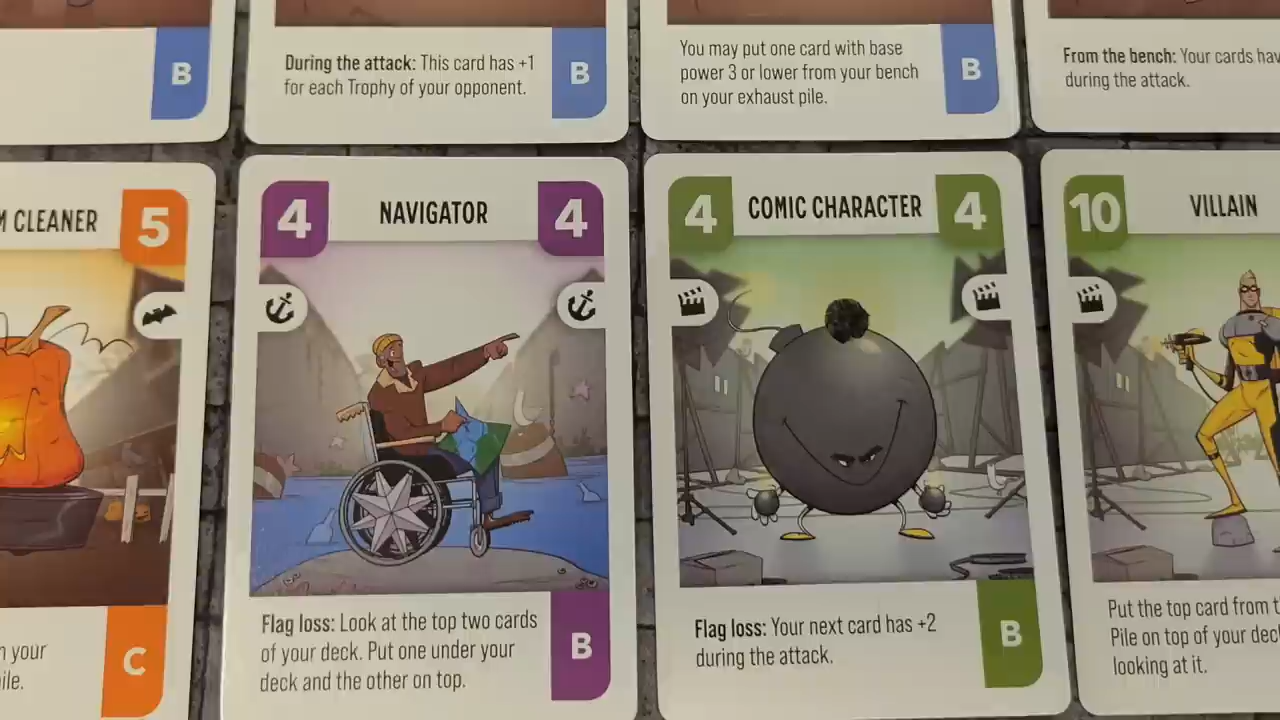 B
During the attack: This card has +1
for each Trophy of your opponent.
B
You may put one card with base
power 3 or lower from your bench
on your exhaust pile.
B
From the bench: Your cards
during the attack.
CLEANER
5
your
C
4
NAVIGATOR
4
Flag loss: Look at the top two cards
of your deck. Put one under your
deck and the other on top.
B
4
COMIC CHARACTER
4
Flag loss: Your next card has +2
during the attack.
B
10
VILLAIN
Put the top card from
Pile on top of your
looking at it.